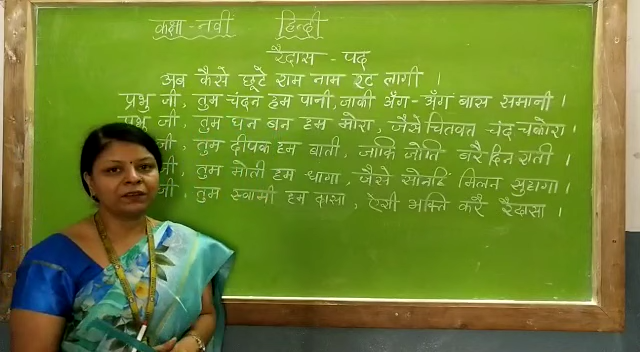 कक्षा - नवी हिन्दी
रैदास - पद
अब कैसे छूटे राम नाम रट लागी ।
प्रभु जी, तुम चंदन हम पानी, जाकी अँग-अँग बास समानी ।
प्रभु जी, तुम घन बन हम मोरा, जैसे चितवत चंद चकोरा ।
जी, तुम दीपक हम बाती, जाकि जोति बरै दिन राती ।
जी, तुम मोती हम धागा, जैसे सोनहिं मिलत सुहागा ।
जी, तुम स्वामी हम दासा, ऐसी भक्ति करै रैदासा ।